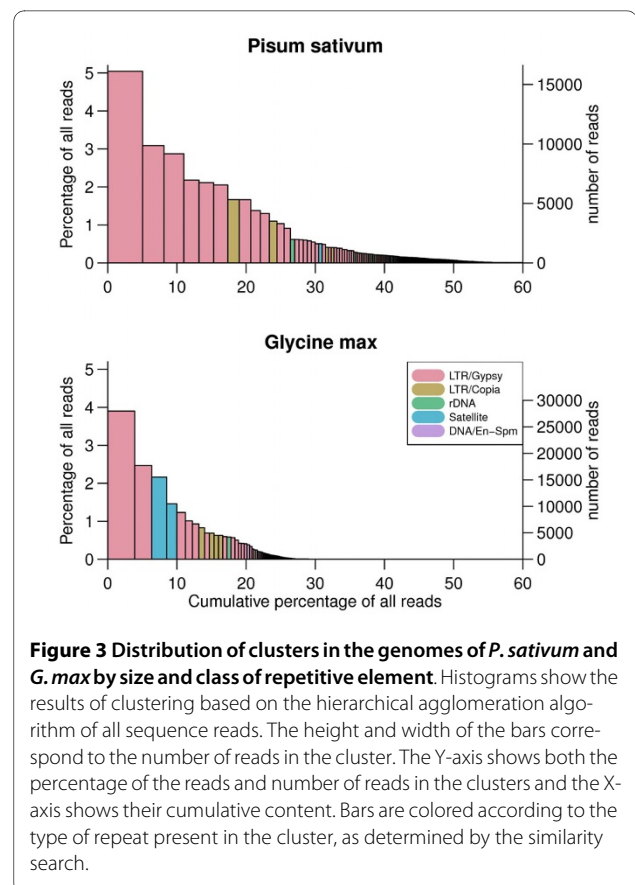 Pisum sativum
5
4
3
2
1
0
Percentage of all reads
15000
10000
5000
0
number of reads
0 10 20 30 40 50 60
Glycine max
5
4
3
2
1
0
Percentage of all reads
LTR/Gypsy
LTR/Copia
rDNA
Satellite
DNA/En-Spm
30000
25000
20000
15000
10000
5000
0
number of reads
0 10 20 30 40 50 60
Cumulative percentage of all reads
Figure 3 Distribution of clusters in the genomes of P. sativum and
G. max by size and class of repetitive element. Histograms show the
results of clustering based on the hierarchical agglomeration algo-
rithm of all sequence reads. The height and width of the bars corre-
spond to the number of reads in the cluster. The Y-axis shows both the
percentage of the reads and number of reads in the clusters and the X-
axis shows their cumulative content. Bars are colored according to the
type of repeat present in the cluster, as determined by the similarity
search.